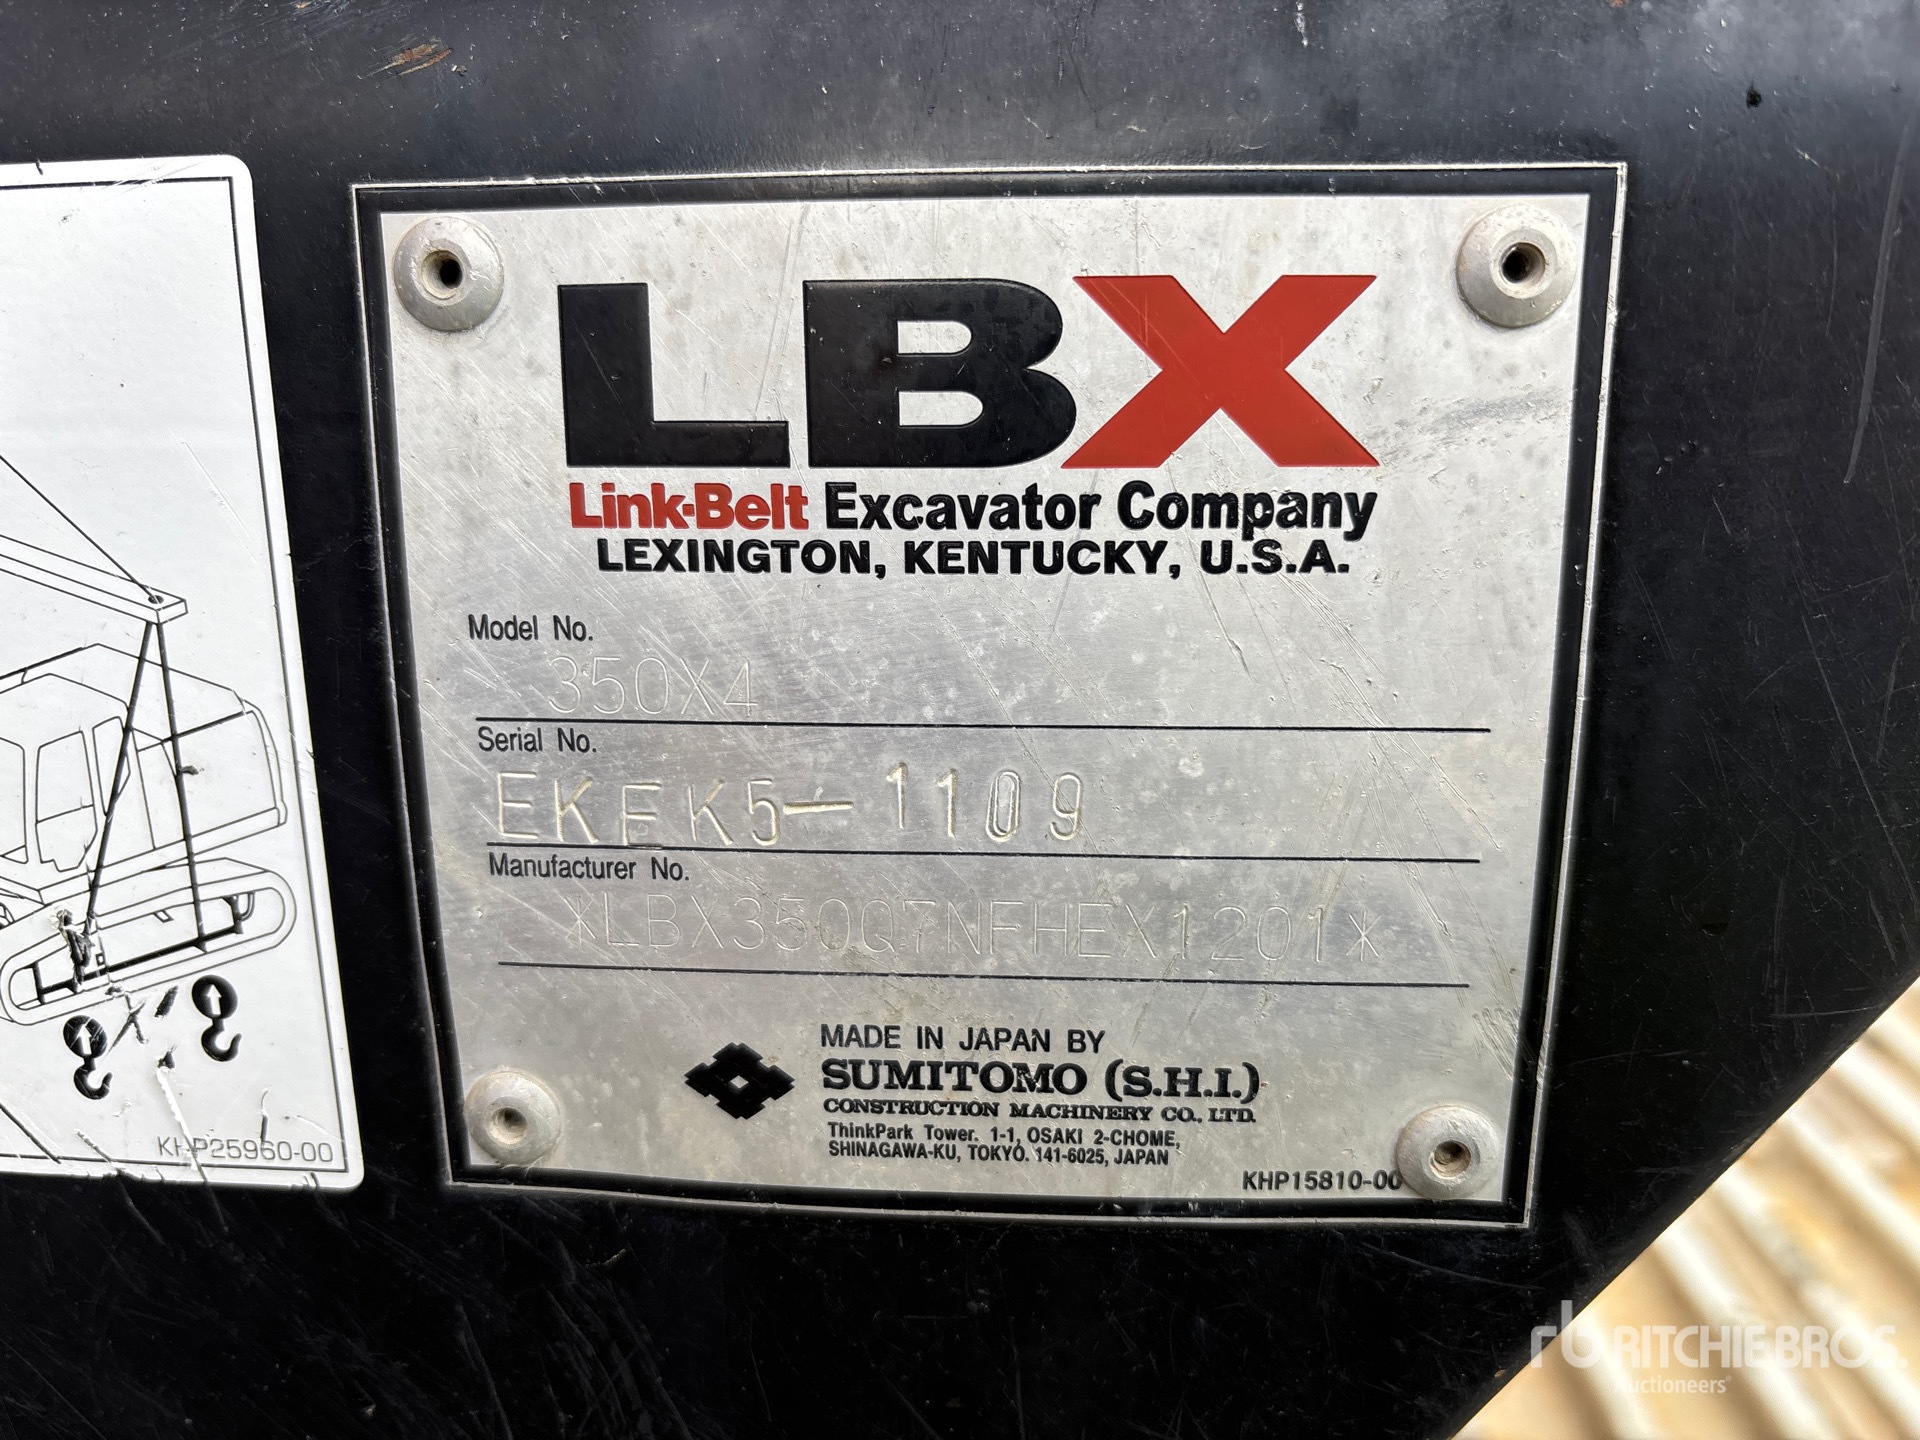 LBX
Link-Belt Excavator Company
LEXINGTON, KENTUCKY, U.S.A.
Model No.
350X4
Serial No.
EKEK5-1109
Manufacturer No.
*LBX350Q7NFHEX1201*
MADE IN JAPAN BY
SUMITOMO (S.H.I.)
CONSTRUCTION MACHINERY CO., LTD.
ThinkPark Tower. 1-1, OSAKI 2-CHOME,
SHINAGAWA-KU, TOKYO. 141-6025, JAPAN
KHP15810-00
KHP25960-00
rb RITCHIE BROS.
Auctioneers